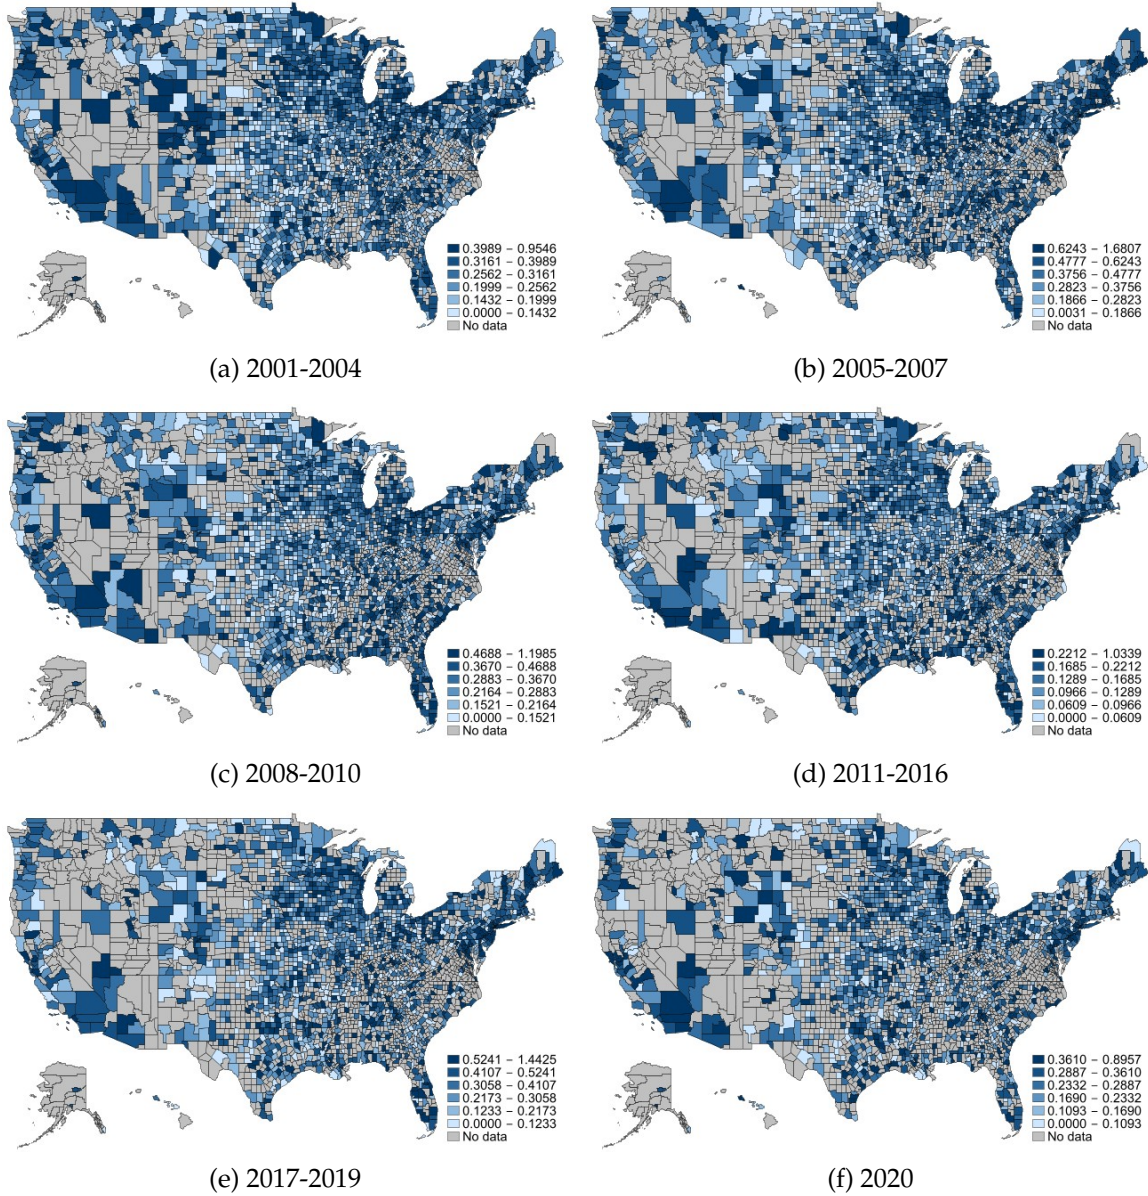 0.3989 – 0.9546
0.3161 – 0.3989
0.2562 – 0.3161
0.1999 – 0.2562
0.1432 – 0.1999
0.0000 – 0.1432
No data
(a) 2001-2004
0.6243 – 1.6807
0.4777 – 0.6243
0.3756 – 0.4777
0.2823 – 0.3756
0.1866 – 0.2823
0.0031 – 0.1866
No data
(b) 2005-2007
0.4688 – 1.1985
0.3670 – 0.4688
0.2883 – 0.3670
0.2164 – 0.2883
0.1521 – 0.2164
0.0000 – 0.1521
No data
(c) 2008-2010
0.2212 – 1.0339
0.1685 – 0.2212
0.1289 – 0.1685
0.0966 – 0.1289
0.0609 – 0.0966
0.0000 – 0.0609
No data
(d) 2011-2016
0.5241 – 1.4425
0.4107 – 0.5241
0.3058 – 0.4107
0.2173 – 0.3058
0.1233 – 0.2173
0.0000 – 0.1233
No data
(e) 2017-2019
0.3610 – 0.8957
0.2887 – 0.3610
0.2332 – 0.2887
0.1690 – 0.2332
0.1093 – 0.1690
0.0000 – 0.1093
No data
(f) 2020